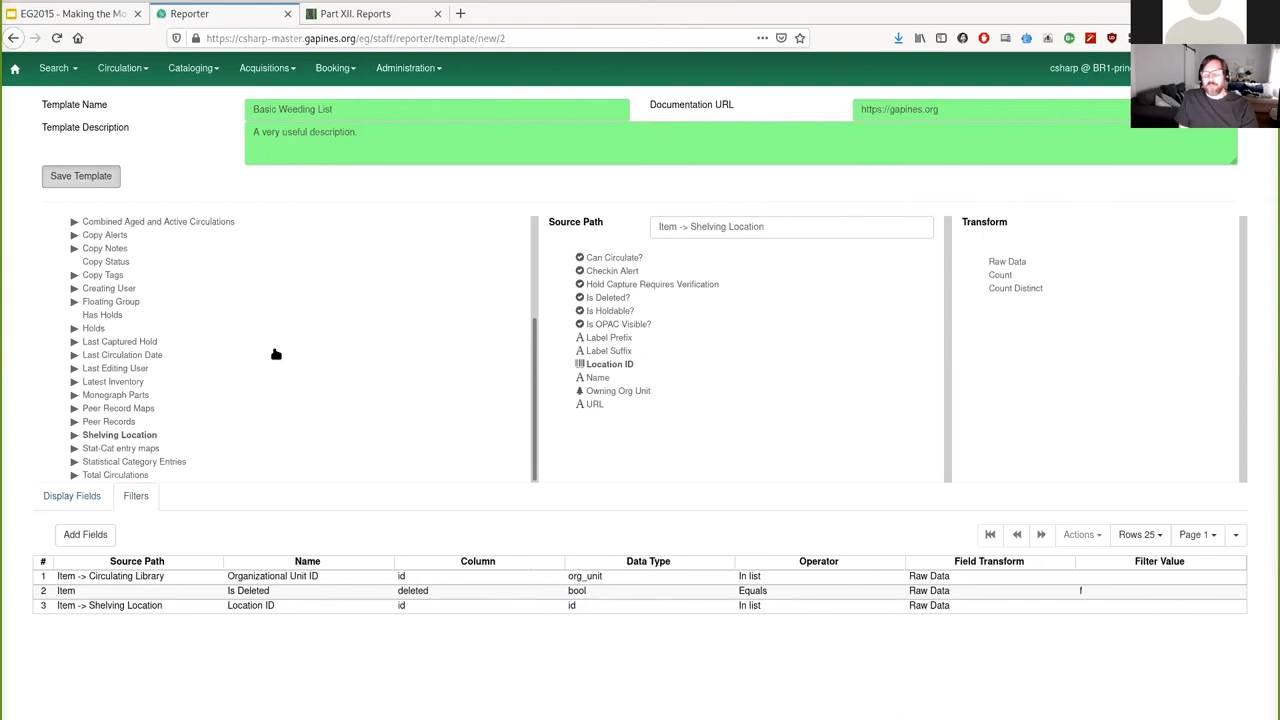 EG2015 - Making the Mo
Reporter
Part XII. Reports
https://csharp-master.gapines.org/eg/staff/reporter/template/new/2
Search
Circulation
Cataloging
Acquisitions
Booking
Administration
csharp @ BR1-prin
Template Name
Basic Weeding List
Documentation URL
https://gapines.org
Template Description
A very useful description.
Save Template
Combined Aged and Active Circulations
Copy Alerts
Copy Notes
Copy Status
Copy Tags
Creating User
Floating Group
Has Holds
Holds
Last Captured Hold
Last Circulation Date
Last Editing User
Latest Inventory
Monograph Parts
Peer Record Maps
Peer Records
Shelving Location
Stat-Cat entry maps
Statistical Category Entries
Total Circulations
Source Path
Item -> Shelving Location
Can Circulate?
Checkin Alert
Hold Capture Requires Verification
Is Deleted?
Is Holdable?
Is OPAC Visible?
Label Prefix
Label Suffix
Location ID
Name
Owning Org Unit
URL
Transform
Raw Data
Count
Count Distinct
Display Fields
Filters
Add Fields
Actions
Rows 25
Page 1
# Source Path Name Column Data Type Operator Field Transform Filter Value
1 Item -> Circulating Library Organizational Unit ID id org_unit In list Raw Data
2 Item Is Deleted deleted bool Equals Raw Data f
3 Item -> Shelving Location Location ID id id In list Raw Data